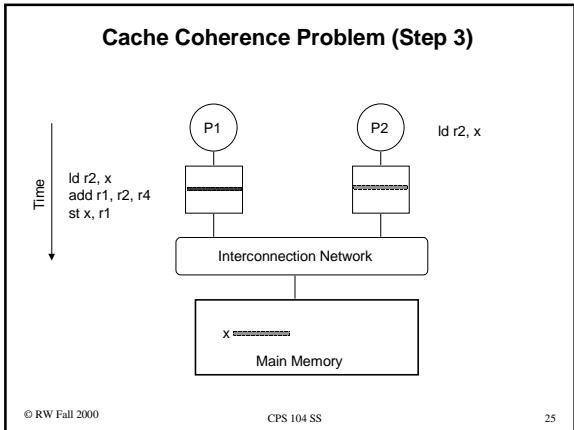 Cache Coherence Problem (Step 3)
P1
P2
ld r2, x
Time
ld r2, x
add r1, r2, r4
st x, r1
Interconnection Network
x
Main Memory
© RW Fall 2000
CPS 104 SS
25